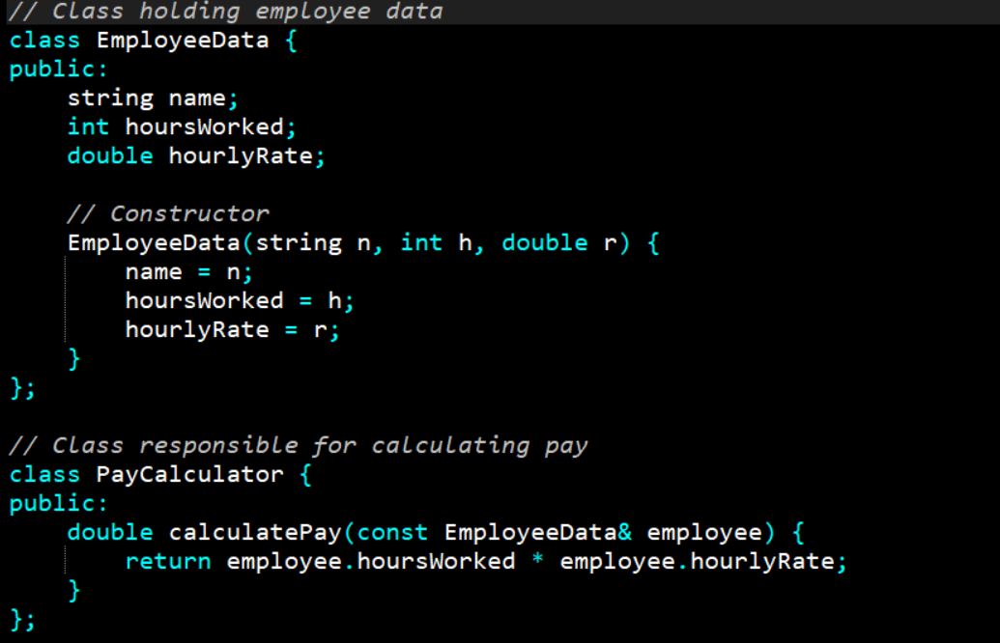 // Class holding employee data
class EmployeeData {
public:
    string name;
    int hoursWorked;
    double hourlyRate;

    // Constructor
    EmployeeData(string n, int h, double r) {
        name = n;
        hoursWorked = h;
        hourlyRate = r;
    }
};

// Class responsible for calculating pay
class PayCalculator {
public:
    double calculatePay(const EmployeeData& employee) {
        return employee.hoursWorked * employee.hourlyRate;
    }
};